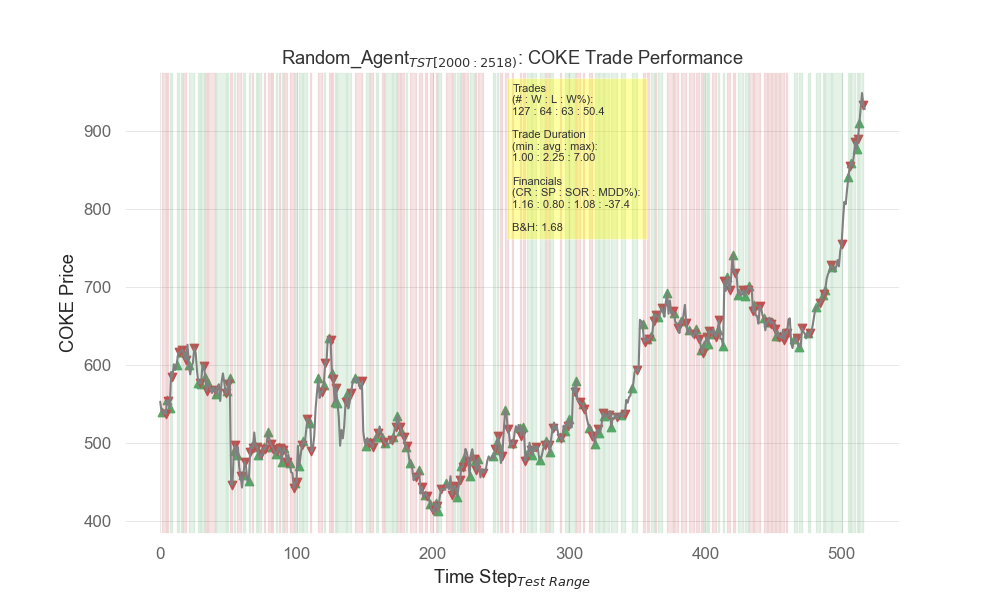 Random_Agent TST[2000 : 2518): COKE Trade Performance
Trades
(# : W : L : W%):
127 : 64 : 63 : 50.4
Trade Duration
(min : avg : max):
1.00 : 2.25 : 7.00
Financials
(CR : SP : SOR : MDD%):
1.16 : 0.80 : 1.08 : -37.4
B&H: 1.68
COKE Price
900
800
700
600
500
400
0 100 200 300 400 500
Time Step Test Range